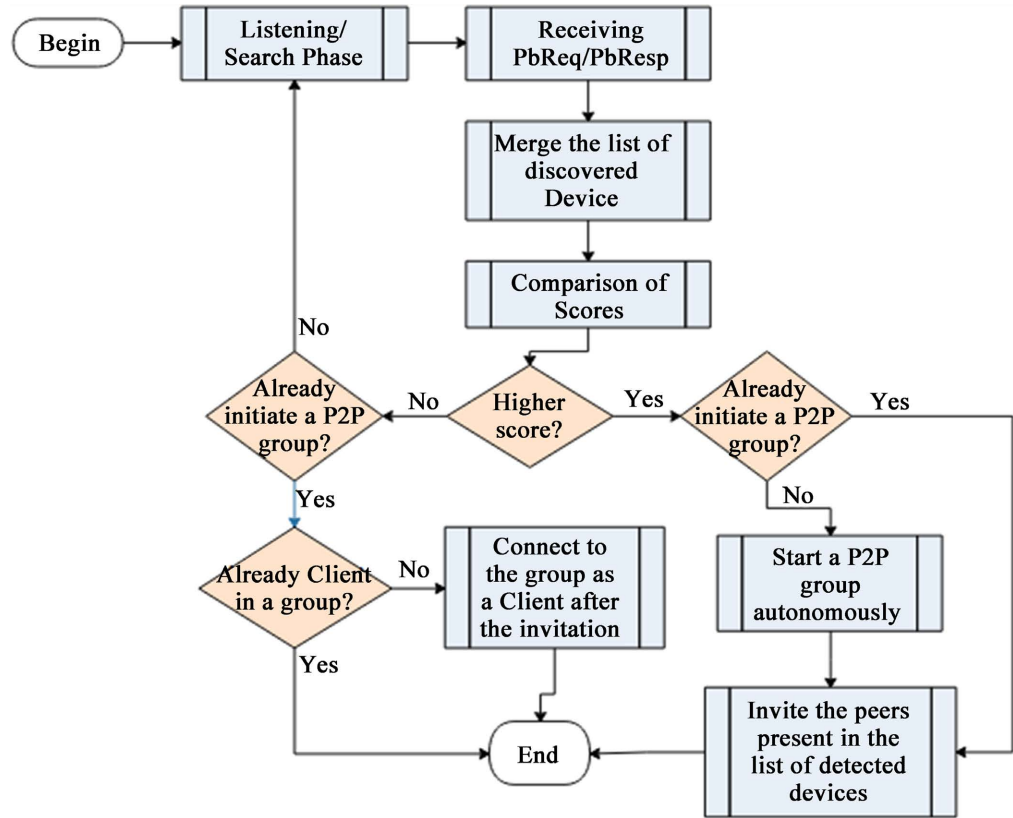 Begin
Listening/
Search Phase
Receiving
PbReq/PbResp
Merge the list of
discovered
Device
Comparison of
Scores
No
Already
initiate a P2P
group?
No
Higher
score?
Yes
Already
initiate a P2P
group?
Yes
Yes
No
Already Client
in a group?
No
Connect to
the group as
a Client after
the invitation
Start a P2P
group
autonomously
Yes
End
Invite the peers
present in the
list of detected
devices